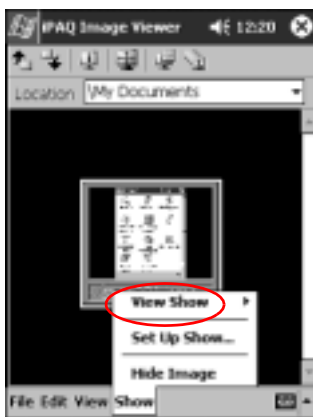 iPAQ Image Viewer 12:20
Location \My Documents
View Show
Set Up Show...
Hide Image
File Edit View Show